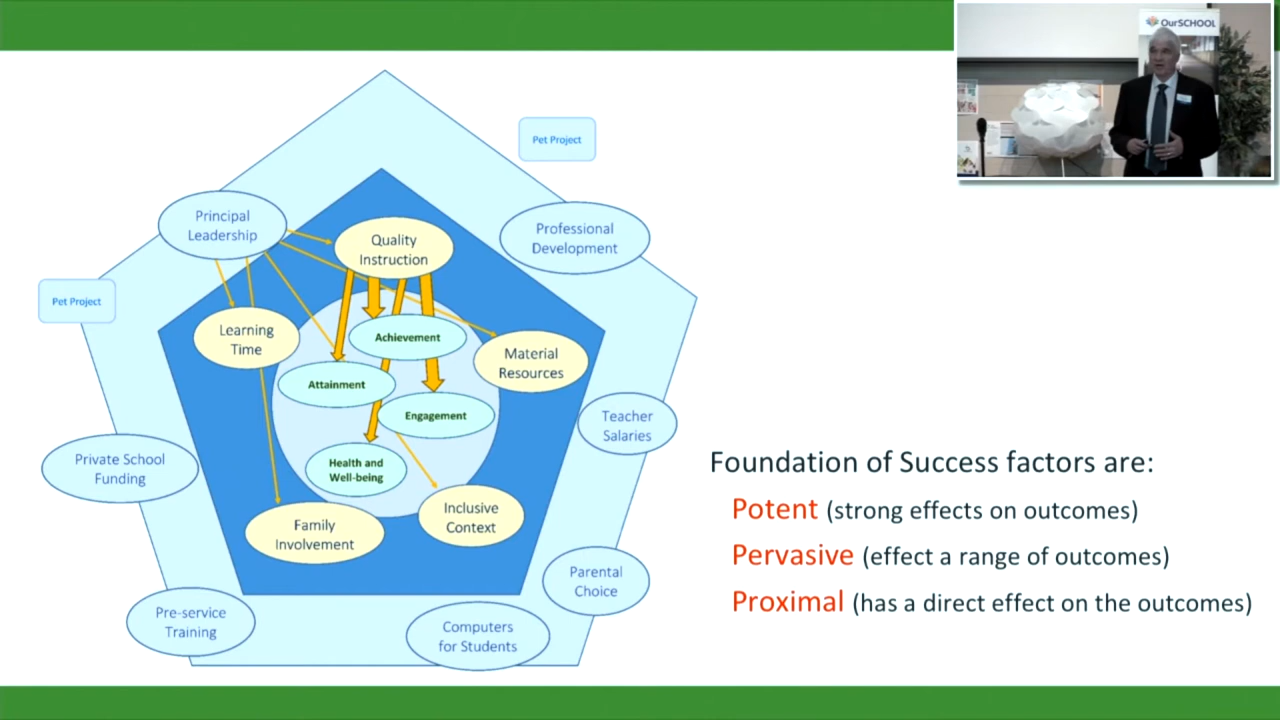 OurSCHOOL
Pet Project
Principal
Leadership
Professional
Development
Quality
Instruction
Pet Project
Learning
Time
Achievement
Material
Resources
Attainment
Engagement
Teacher
Salaries
Private School
Funding
Health and
Well-being
Inclusive
Context
Family
Involvement
Parental
Choice
Pre-service
Training
Computers
for Students
Foundation of Success factors are:
Potent (strong effects on outcomes)
Pervasive (effect a range of outcomes)
Proximal (has a direct effect on the outcomes)